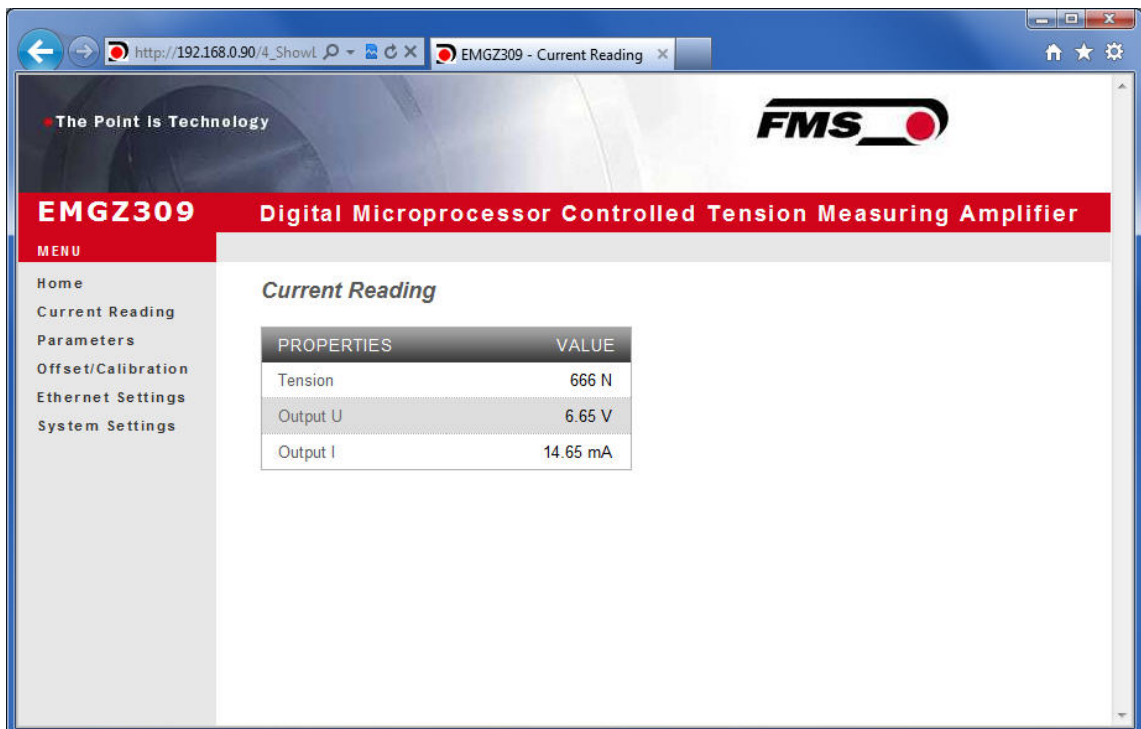 http://192.168.0.90/4_ShowL
EMGZ309 - Current Reading
The Point is Technology
FMS
EMGZ309
Digital Microprocessor Controlled Tension Measuring Amplifier
MENU
Home
Current Reading
Parameters
Offset/Calibration
Ethernet Settings
System Settings
Current Reading
PROPERTIES VALUE
Tension 666 N
Output U 6.65 V
Output I 14.65 mA